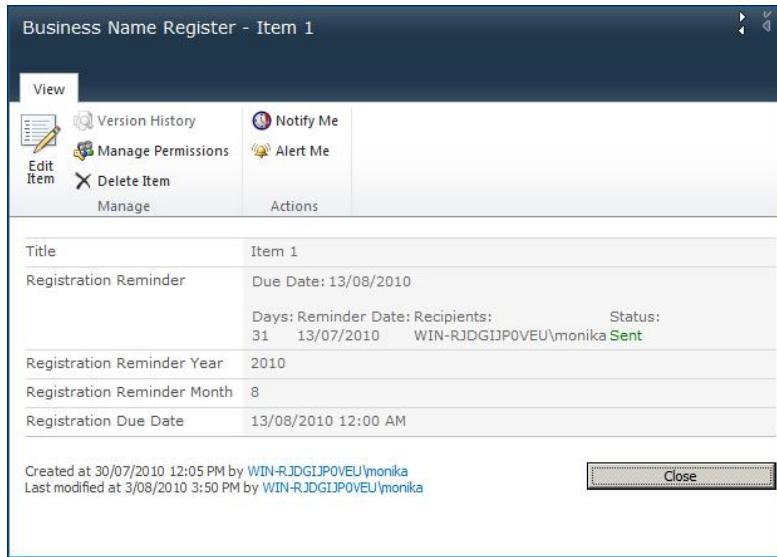 Business Name Register - Item 1
View
Edit Item
Version History
Manage Permissions
Delete Item
Manage
Notify Me
Alert Me
Actions
Title Item 1
Registration Reminder Due Date: 13/08/2010
Days: Reminder Date: Recipients: Status:
31 13/07/2010 WIN-RJDGIJP0VEU\monika Sent
Registration Reminder Year 2010
Registration Reminder Month 8
Registration Due Date 13/08/2010 12:00 AM
Created at 30/07/2010 12:05 PM by WIN-RJDGIJP0VEU\monika
Last modified at 3/08/2010 3:50 PM by WIN-RJDGIJP0VEU\monika
Close